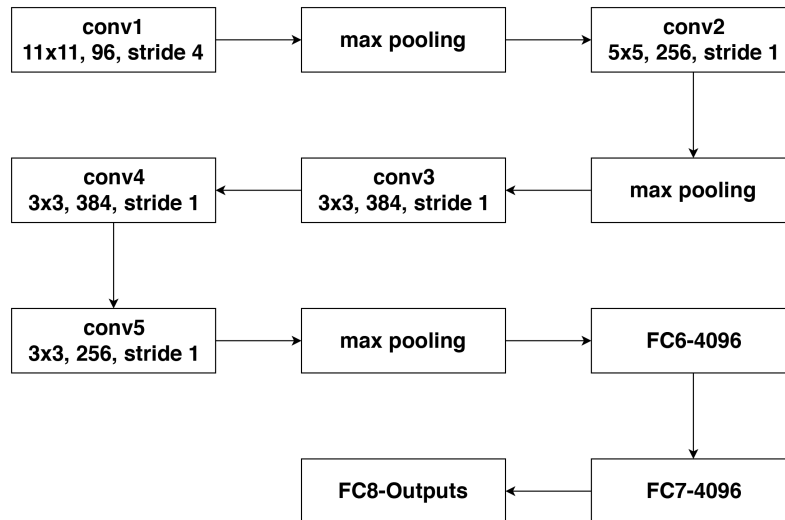 conv1
11x11, 96, stride 4
max pooling
conv2
5x5, 256, stride 1
max pooling
conv3
3x3, 384, stride 1
conv4
3x3, 384, stride 1
conv5
3x3, 256, stride 1
max pooling
FC6-4096
FC7-4096
FC8-Outputs